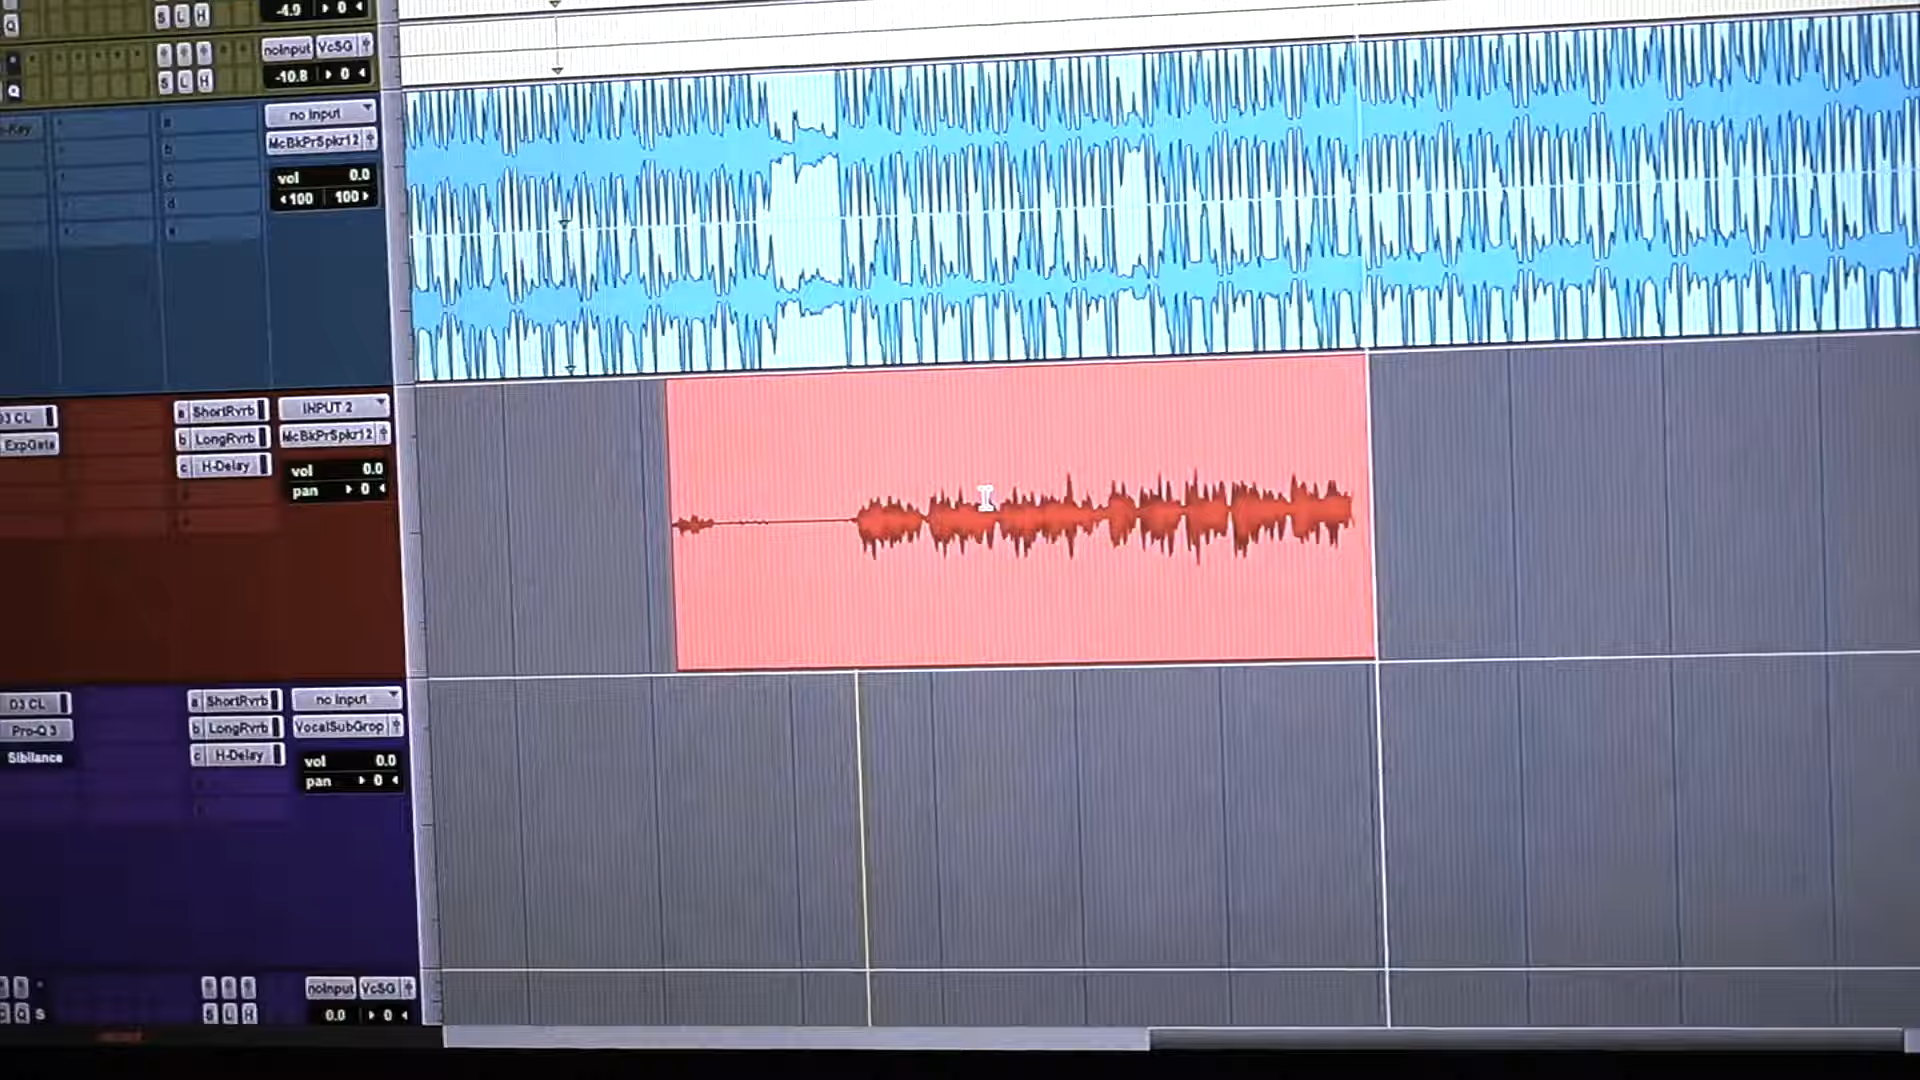 -4.9 0
Q S L H
noInput VcSG
-10.8 0
Q S L H
no input
-Key a
b McBkPrSpkr12
c vol 0.0
d 100 100
e
D3 CL a ShortRvrb INPUT 2
ExpGate b LongRvrb McBkPrSpkr12
c H-Delay vol 0.0
pan 0
D3 CL a ShortRvrb no input
Pro-Q 3 b LongRvrb VocalSubGrop
Sibilance c H-Delay vol 0.0
pan 0
noInput VcSG
Q S S L H 0.0 0